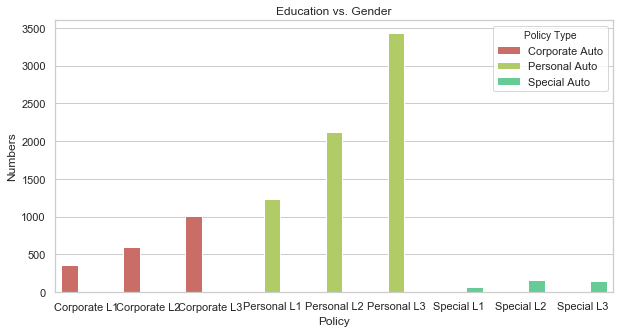 Education vs. Gender
Policy Type
Corporate Auto
Personal Auto
Special Auto
Numbers
3500
3000
2500
2000
1500
1000
500
0
Corporate L1 Corporate L2 Corporate L3 Personal L1 Personal L2 Personal L3 Special L1 Special L2 Special L3
Policy